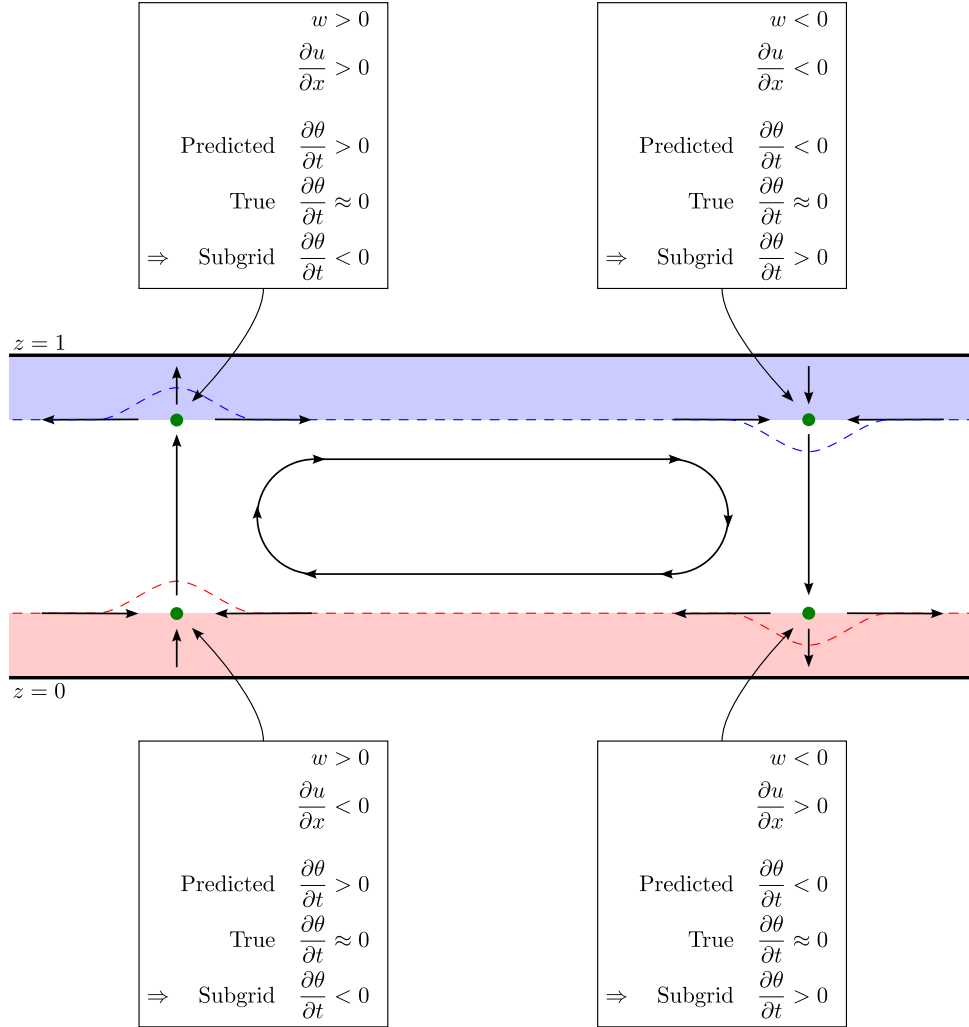 w > 0
∂u/∂x > 0
Predicted ∂θ/∂t > 0
True ∂θ/∂t ≈ 0
⇒ Subgrid ∂θ/∂t < 0
w < 0
∂u/∂x < 0
Predicted ∂θ/∂t < 0
True ∂θ/∂t ≈ 0
⇒ Subgrid ∂θ/∂t > 0
z = 1
z = 0
w > 0
∂u/∂x < 0
Predicted ∂θ/∂t > 0
True ∂θ/∂t ≈ 0
⇒ Subgrid ∂θ/∂t < 0
w < 0
∂u/∂x > 0
Predicted ∂θ/∂t < 0
True ∂θ/∂t ≈ 0
⇒ Subgrid ∂θ/∂t > 0